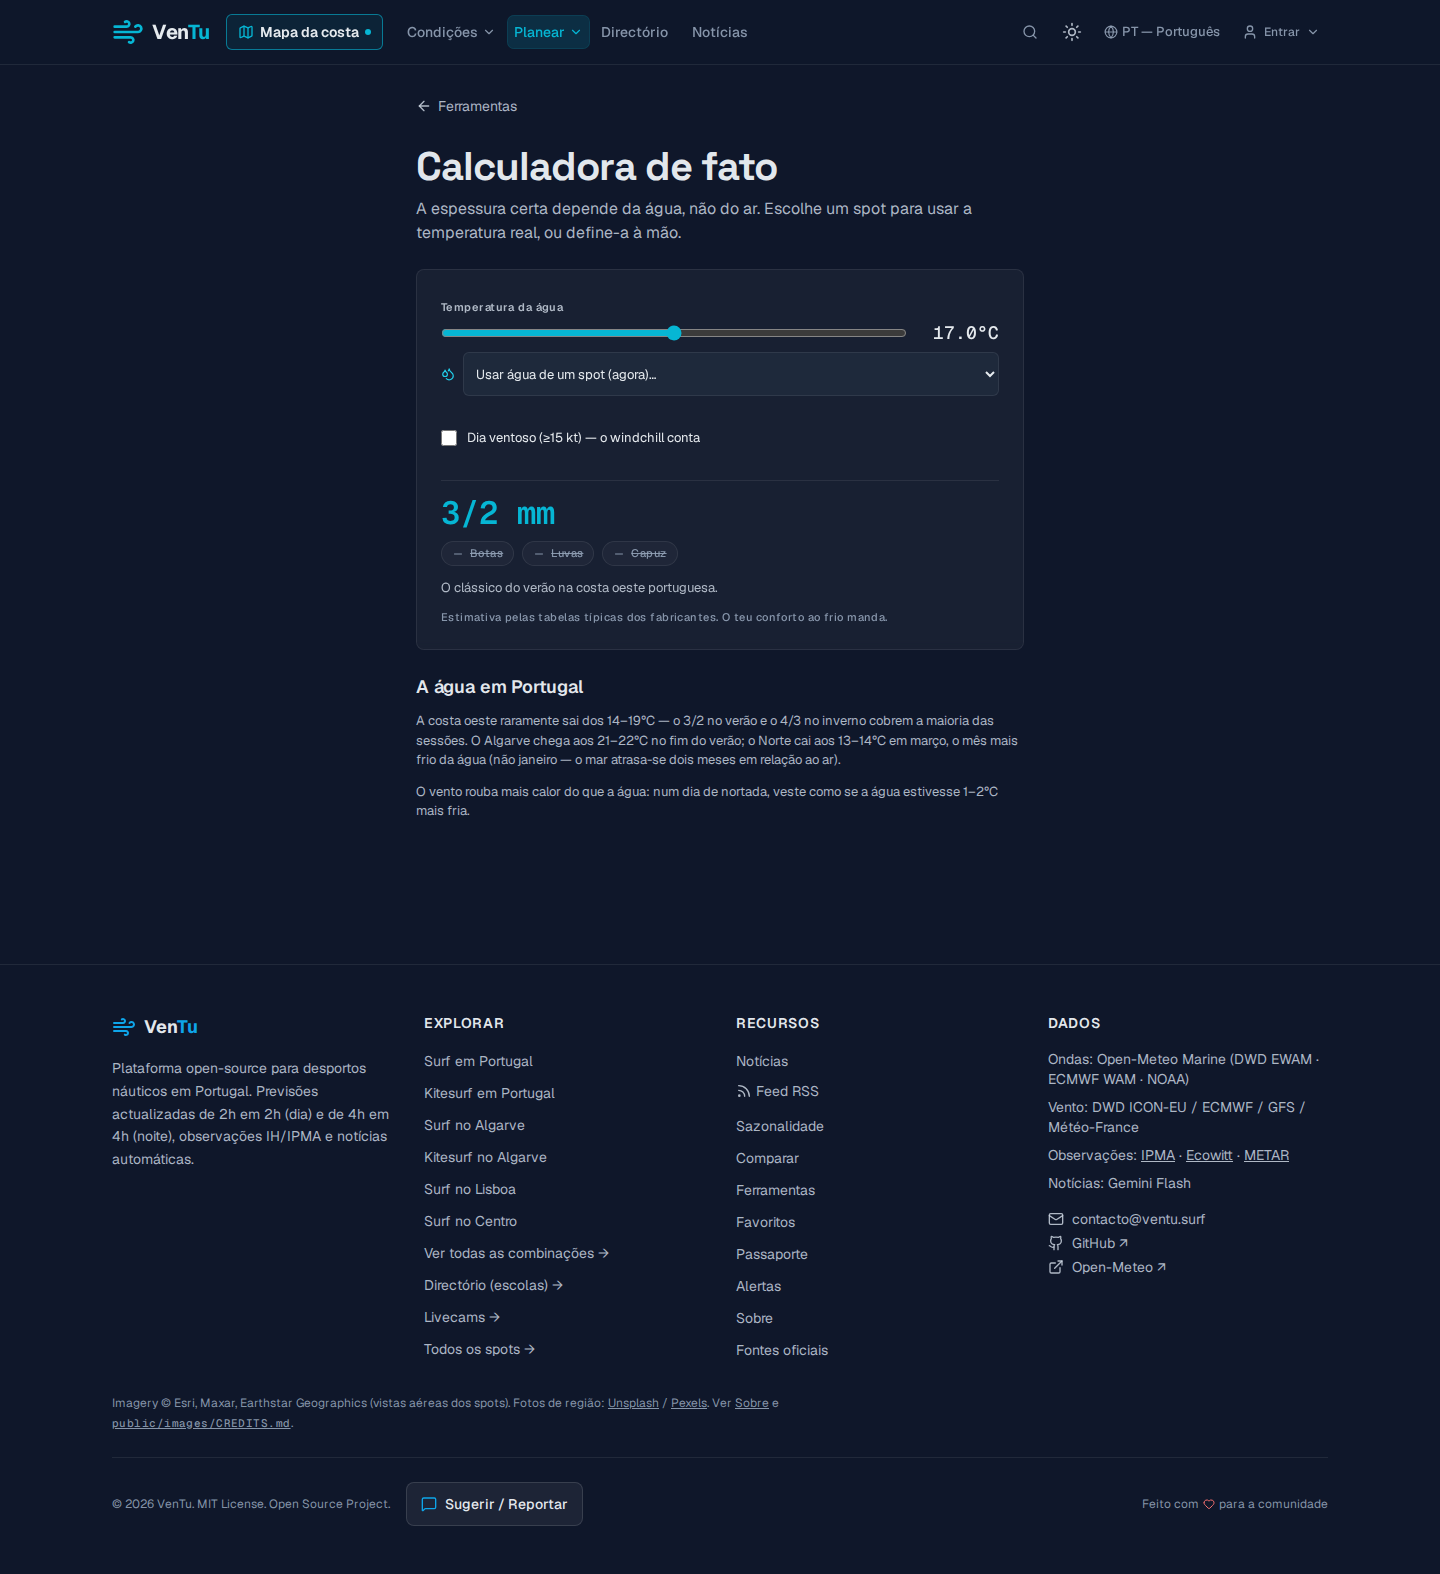 VenTu
Mapa da costa
Condições
Planear
Directório
Notícias
PT — Português
Entrar
Ferramentas
Calculadora de fato
A espessura certa depende da água, não do ar. Escolhe um spot para usar a
temperatura real, ou define-a à mão.
Temperatura da água
17.0°C
Usar água de um spot (agora)…
Dia ventoso (≥15 kt) — o windchill conta
3/2 mm
— Botas
— Luvas
— Capuz
O clássico do verão na costa oeste portuguesa.
Estimativa pelas tabelas típicas dos fabricantes. O teu conforto ao frio manda.
A água em Portugal
A costa oeste raramente sai dos 14–19°C — o 3/2 no verão e o 4/3 no inverno cobrem a maioria das
sessões. O Algarve chega aos 21–22°C no fim do verão; o Norte cai aos 13–14°C em março, o mês mais
frio da água (não janeiro — o mar atrasa-se dois meses em relação ao ar).
O vento rouba mais calor do que a água: num dia de nortada, veste como se a água estivesse 1–2°C
mais fria.
VenTu
Plataforma open-source para desportos
náuticos em Portugal. Previsões
actualizadas de 2h em 2h (dia) e de 4h em
4h (noite), observações IH/IPMA e notícias
automáticas.
EXPLORAR
Surf em Portugal
Kitesurf em Portugal
Surf no Algarve
Kitesurf no Algarve
Surf no Lisboa
Surf no Centro
Ver todas as combinações →
Directório (escolas) →
Livecams →
Todos os spots →
RECURSOS
Notícias
Feed RSS
Sazonalidade
Comparar
Ferramentas
Favoritos
Passaporte
Alertas
Sobre
Fontes oficiais
DADOS
Ondas: Open-Meteo Marine (DWD EWAM ·
ECMWF WAM · NOAA)
Vento: DWD ICON-EU / ECMWF / GFS /
Météo-France
Observações: IPMA · Ecowitt · METAR
Notícias: Gemini Flash
contacto@ventu.surf
GitHub ↗
Open-Meteo ↗
Imagery © Esri, Maxar, Earthstar Geographics (vistas aéreas dos spots). Fotos de região: Unsplash / Pexels. Ver Sobre e
public/images/CREDITS.md.
© 2026 VenTu. MIT License. Open Source Project.
Sugerir / Reportar
Feito com ♡ para a comunidade